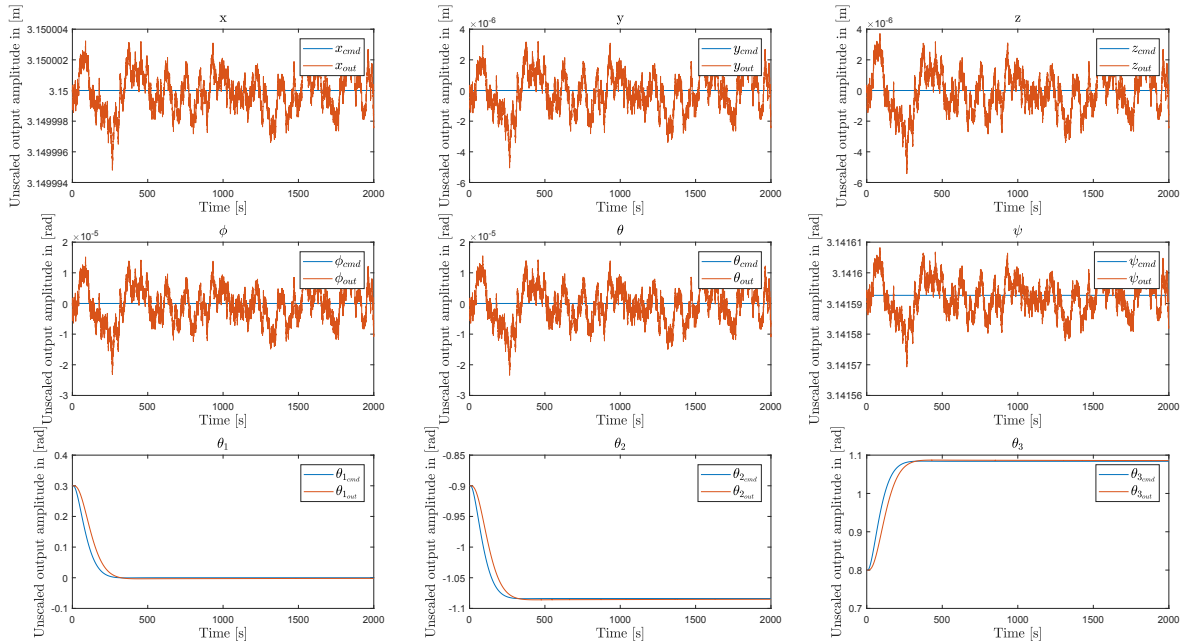 x
Unscaled output amplitude in [m]
3.150004
3.150002
3.15
3.149998
3.149996
3.149994
0 500 1000 1500 2000
Time [s]
x_cmd
x_out
y
Unscaled output amplitude in [m]
×10^-6
4
2
0
-2
-4
-6
0 500 1000 1500 2000
Time [s]
y_cmd
y_out
z
Unscaled output amplitude in [m]
×10^-6
4
2
0
-2
-4
-6
0 500 1000 1500 2000
Time [s]
z_cmd
z_out
ϕ
Unscaled output amplitude in [rad]
×10^-5
2
1
0
-1
-2
-3
0 500 1000 1500 2000
Time [s]
ϕ_cmd
ϕ_out
θ
Unscaled output amplitude in [rad]
×10^-5
2
1
0
-1
-2
-3
0 500 1000 1500 2000
Time [s]
θ_cmd
θ_out
ψ
Unscaled output amplitude in [rad]
3.14161
3.1416
3.14159
3.14158
3.14157
3.14156
0 500 1000 1500 2000
Time [s]
ψ_cmd
ψ_out
θ_1
Unscaled output amplitude in [rad]
0.4
0.3
0.2
0.1
0
-0.1
0 500 1000 1500 2000
Time [s]
θ_1cmd
θ_1out
θ_2
Unscaled output amplitude in [rad]
-0.85
-0.9
-0.95
-1
-1.05
-1.1
0 500 1000 1500 2000
Time [s]
θ_2cmd
θ_2out
θ_3
Unscaled output amplitude in [rad]
1.1
1
0.9
0.8
0.7
0 500 1000 1500 2000
Time [s]
θ_3cmd
θ_3out